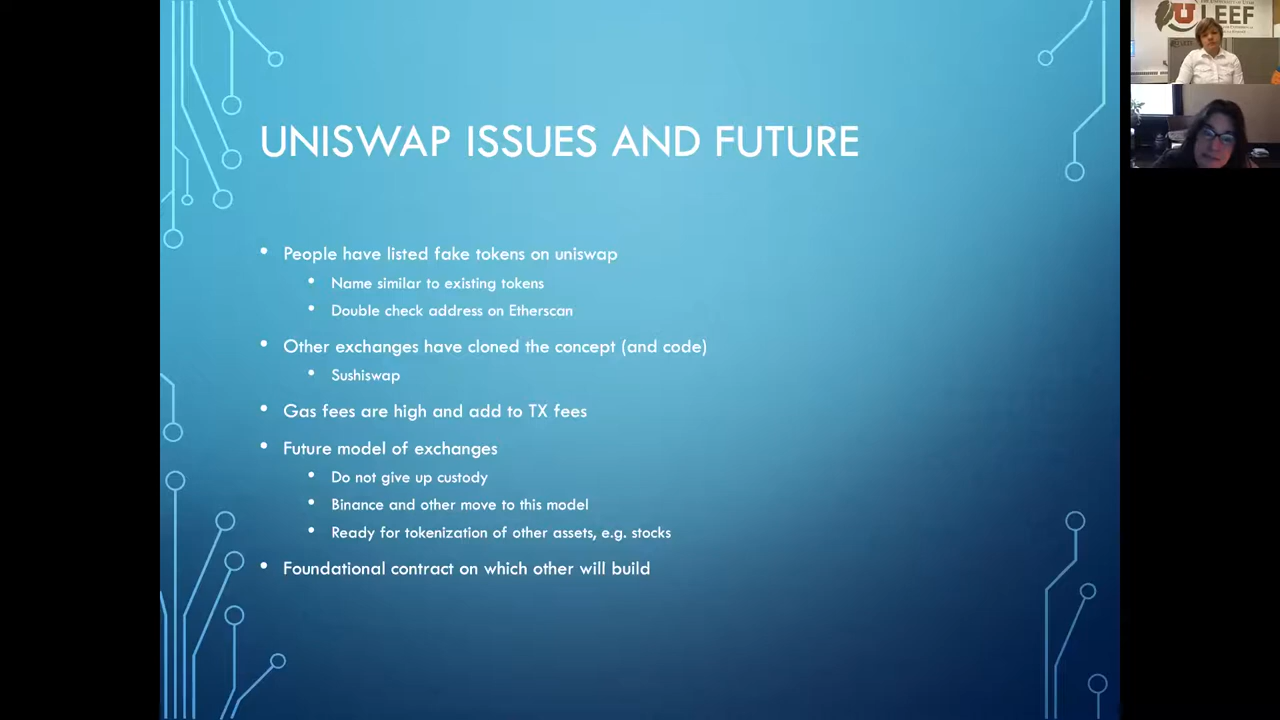 UNISWAP ISSUES AND FUTURE
• People have listed fake tokens on uniswap
• Name similar to existing tokens
• Double check address on Etherscan
• Other exchanges have cloned the concept (and code)
• Sushiswap
• Gas fees are high and add to TX fees
• Future model of exchanges
• Do not give up custody
• Binance and other move to this model
• Ready for tokenization of other assets, e.g. stocks
• Foundational contract on which other will build
U LEEF